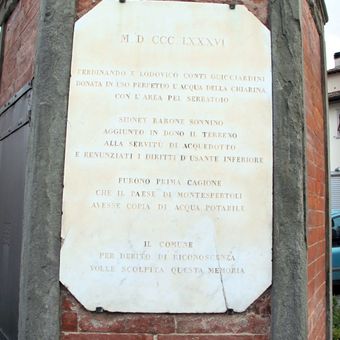 M D CCC LXXXVI
FERDINANDO E LODOVICO CONTI GUICCIARDINI
DONATA IN USO PERPETUO L'ACQUA DELLA CHIARINA
CON L'AREA PEL SERBATOIO
SIDNEY BARONE SONNINO
AGGIUNTO IN DONO IL TERRENO
ALLA SERVITÙ DI ACQUEDOTTO
E RENUNZIATI I DIRITTI D'USANTE INFERIORE
FURONO PRIMA CAGIONE
CHE IL PAESE DI MONTESPERTOLI
AVESSE COPIA DI ACQUA POTABILE
IL COMUNE
PER DEBITO DI RICONOSCENZA
VOLLE SCOLPITA QUESTA MEMORIA